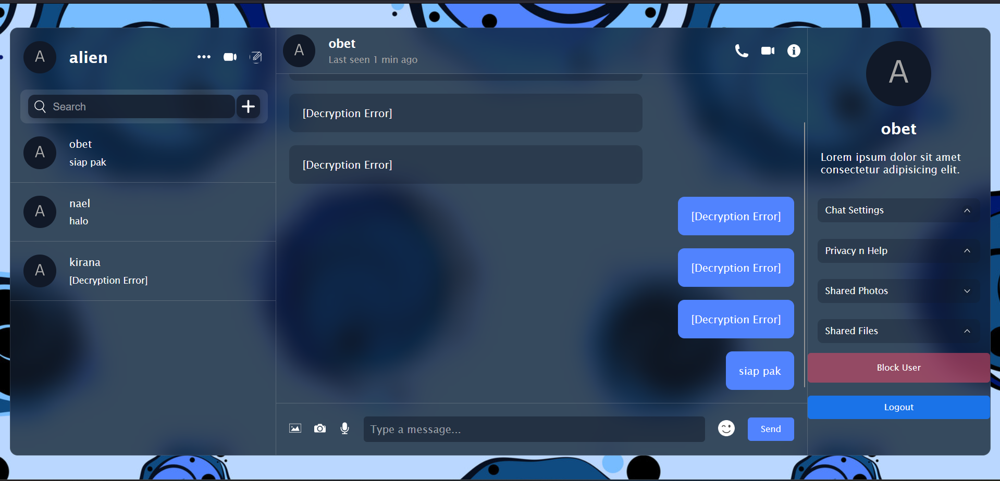 A
alien
Search
A
obet
siap pak
A
nael
halo
A
kirana
[Decryption Error]
A
obet
Last seen 1 min ago
[Decryption Error]
[Decryption Error]
[Decryption Error]
[Decryption Error]
[Decryption Error]
siap pak
Type a message...
Send
A
obet
Lorem ipsum dolor sit amet
consectetur adipisicing elit.
Chat Settings
Privacy n Help
Shared Photos
Shared Files
Block User
Logout